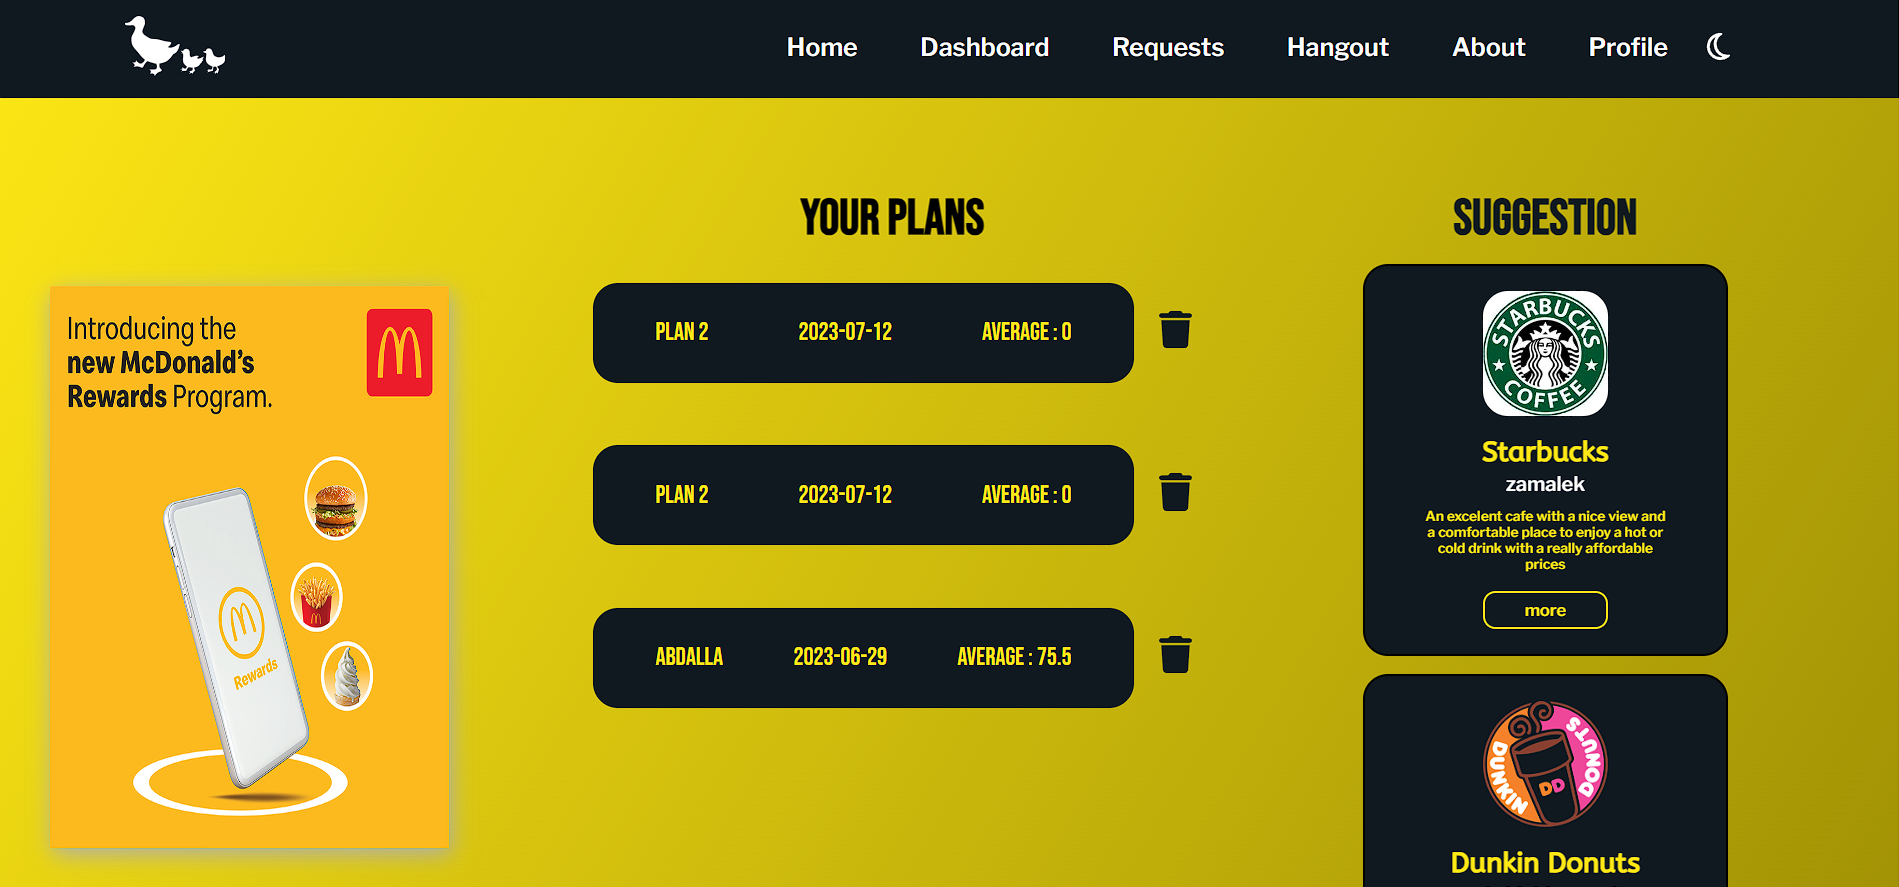 Home Dashboard Requests Hangout About Profile
Introducing the
new McDonald's
Rewards Program.
Rewards
YOUR PLANS
PLAN 2 2023-07-12 AVERAGE : 0
PLAN 2 2023-07-12 AVERAGE : 0
ABDALLA 2023-06-29 AVERAGE : 75.5
SUGGESTION
STARBUCKS
COFFEE
Starbucks
zamalek
An excelent cafe with a nice view and
a comfortable place to enjoy a hot or
cold drink with a really affordable
prices
more
DUNKIN
DONUTS
DD
Dunkin Donuts